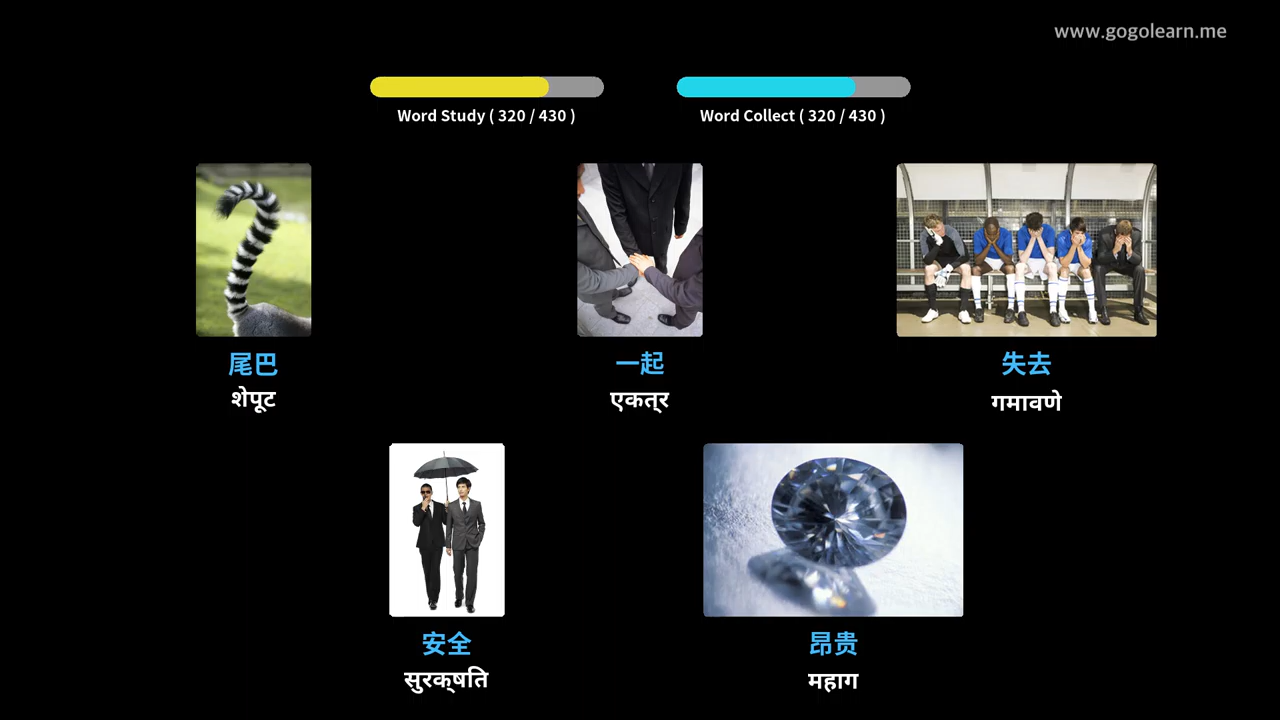 www.gogolearn.me
Word Study ( 320 / 430 )
Word Collect ( 320 / 430 )
尾巴
शेपूट
一起
एकत्र
失去
गमावणे
安全
सुरक्षति
昂贵
महाग